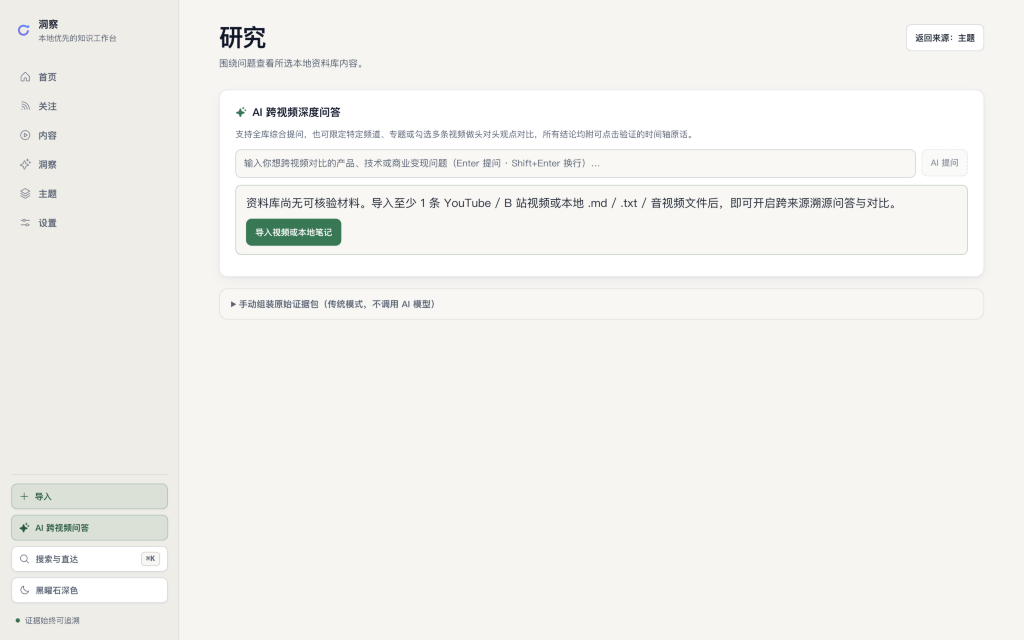 洞察
本地优先的知识工作台
首页
关注
内容
洞察
主题
设置
导入
AI 跨视频问答
搜索与直达
⌘K
黑曜石深色
证据始终可追溯
研究
围绕问题查看所选本地资料库内容。
返回来源：主题
AI 跨视频深度问答
支持全库综合提问，也可限定特定频道、专题或勾选多条视频做头对头观点对比，所有结论均附可点击验证的时间轴原话。
输入你想跨视频对比的产品、技术或商业变现问题（Enter 提问 · Shift+Enter 换行）…
AI 提问
资料库尚无可核验材料。导入至少 1 条 YouTube / B 站视频或本地 .md / .txt / 音视频文件后，即可开启跨来源溯源问答与对比。
导入视频或本地笔记
手动组装原始证据包（传统模式，不调用 AI 模型）